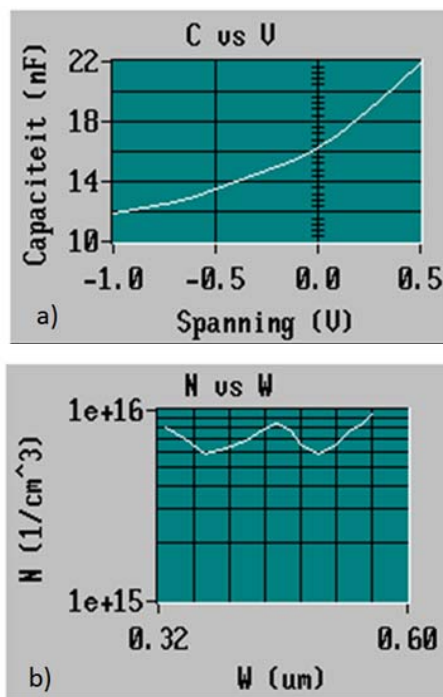 C vs V
Capaciteit (nF)
22
18
14
10
-1.0 -0.5 0.0 0.5
Spanning (V)
a)
N vs W
N (1/cm^3)
1e+16
1e+15
0.32 0.60
W (um)
b)